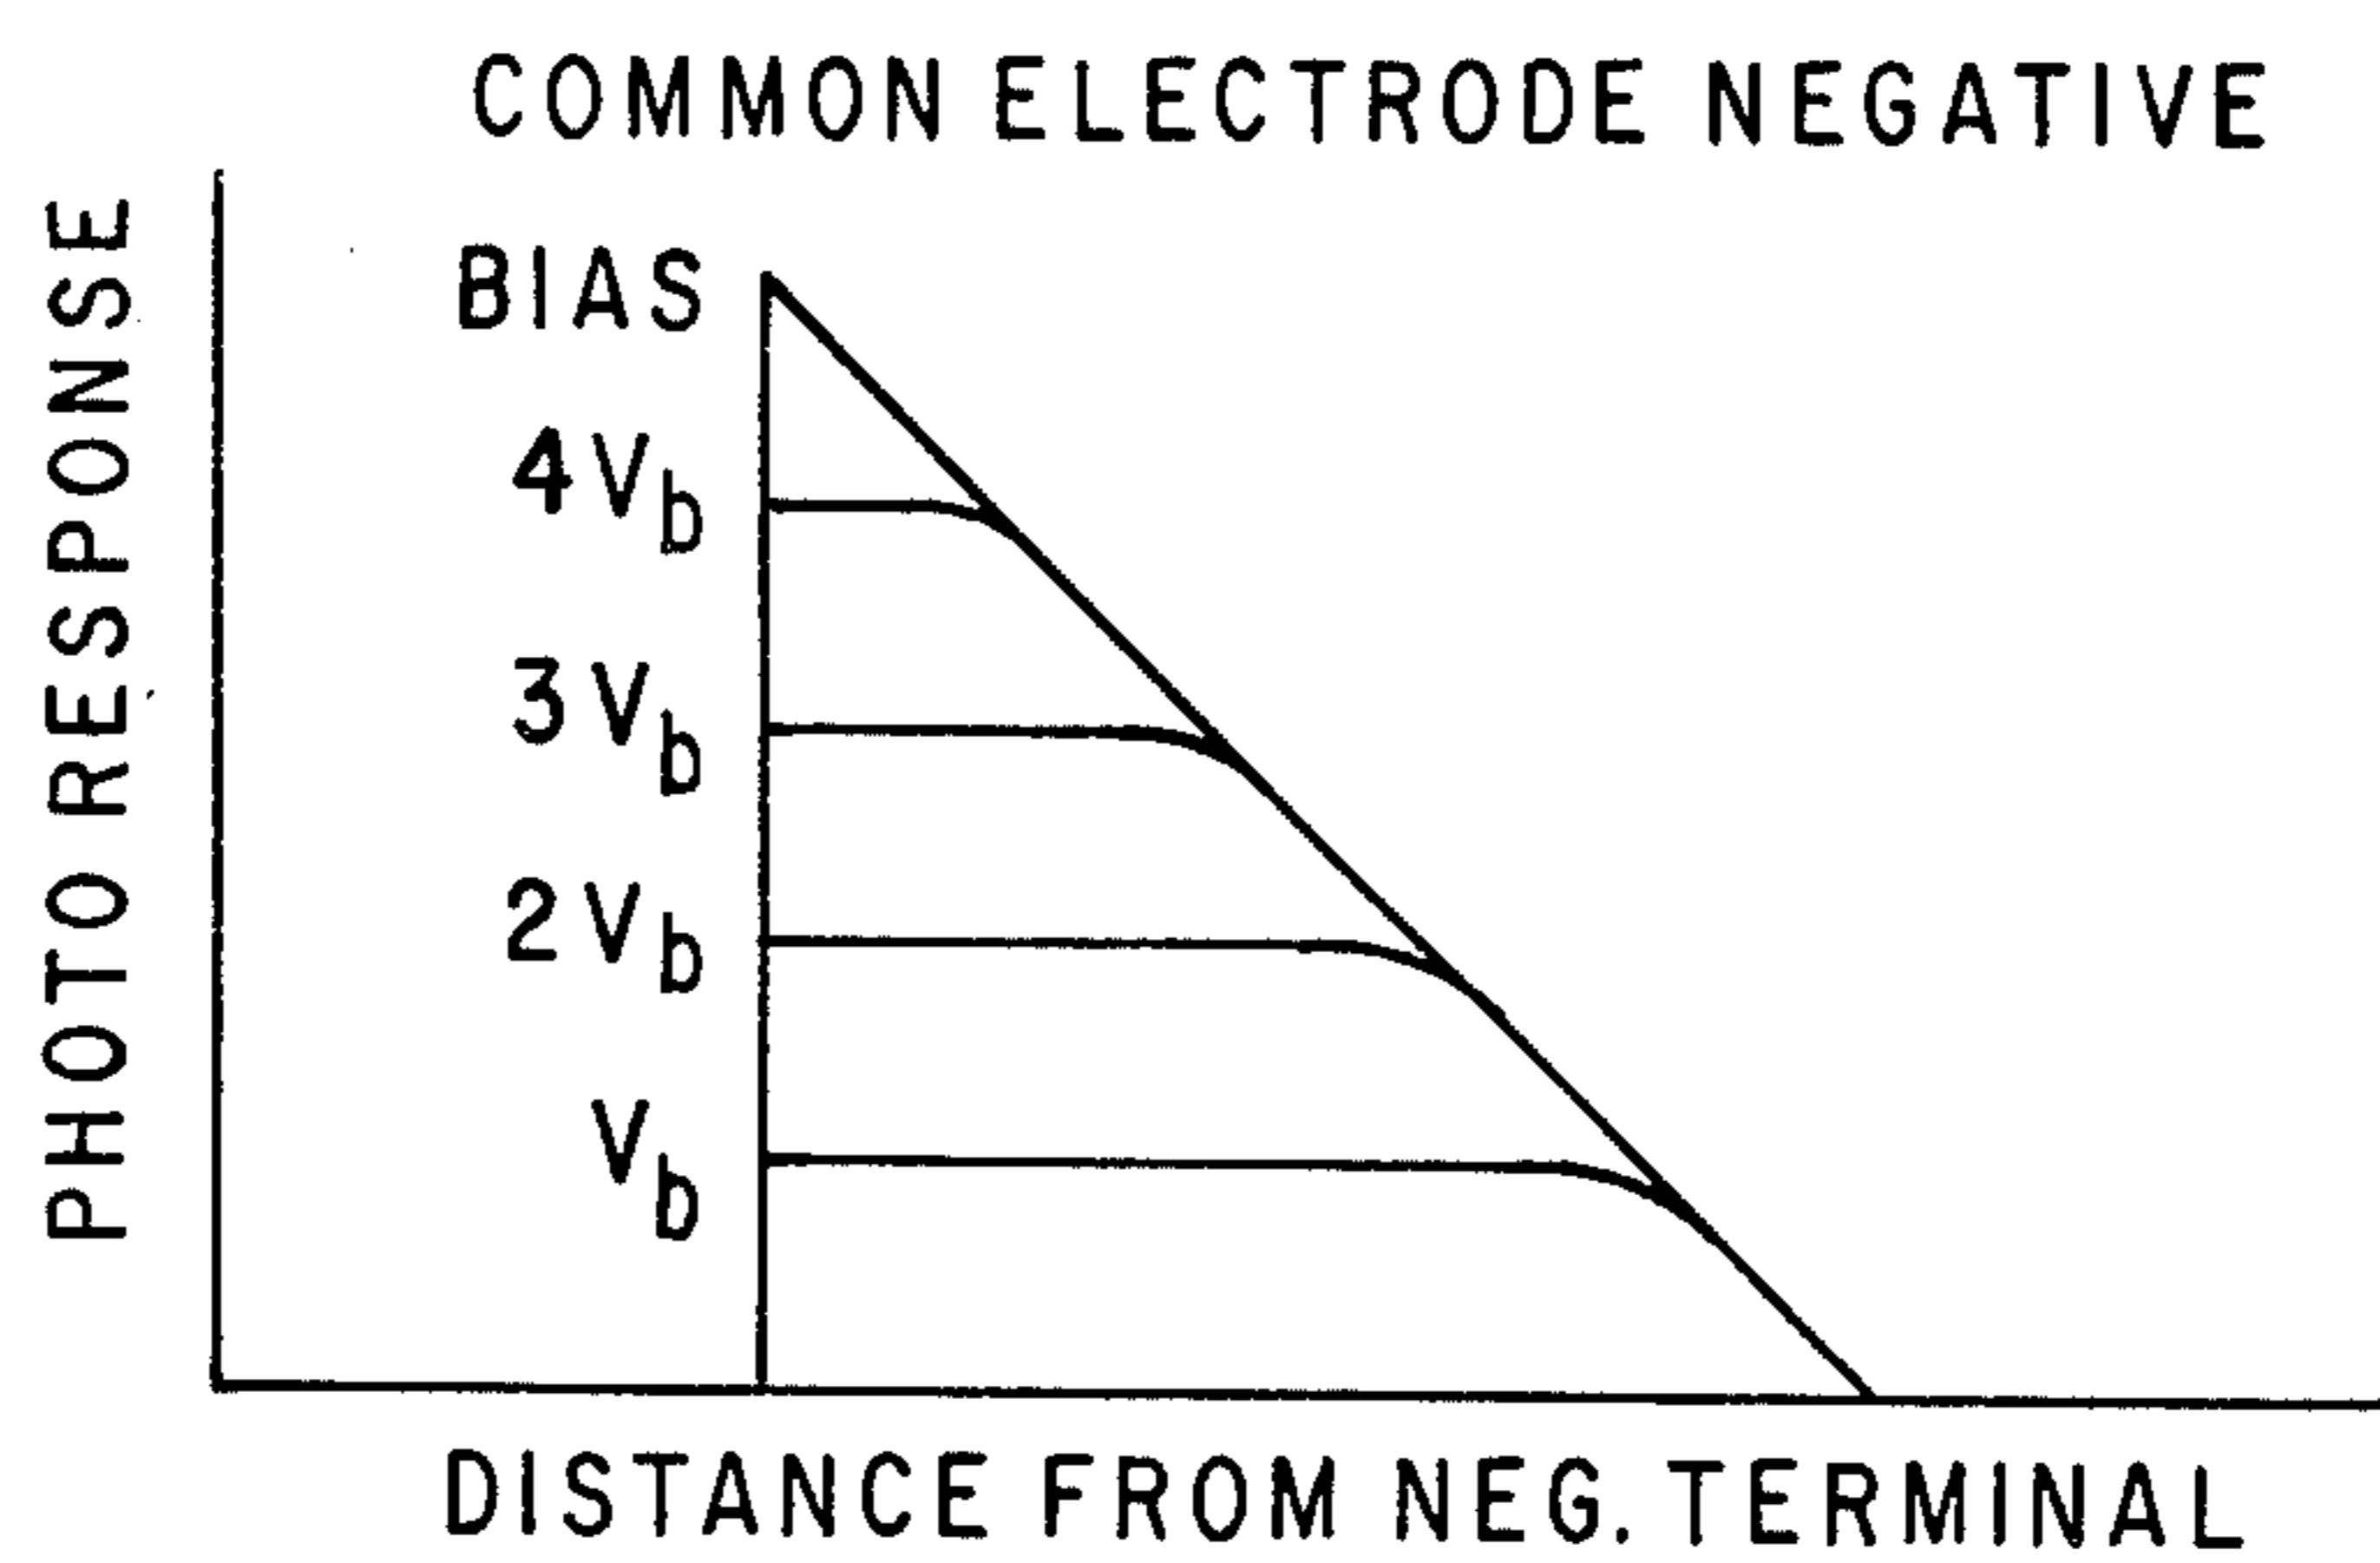 COMMON ELECTRODE NEGATIVE
PHOTO RESPONSE
BIAS
4Vb
3Vb
2Vb
Vb
DISTANCE FROM NEG. TERMINAL